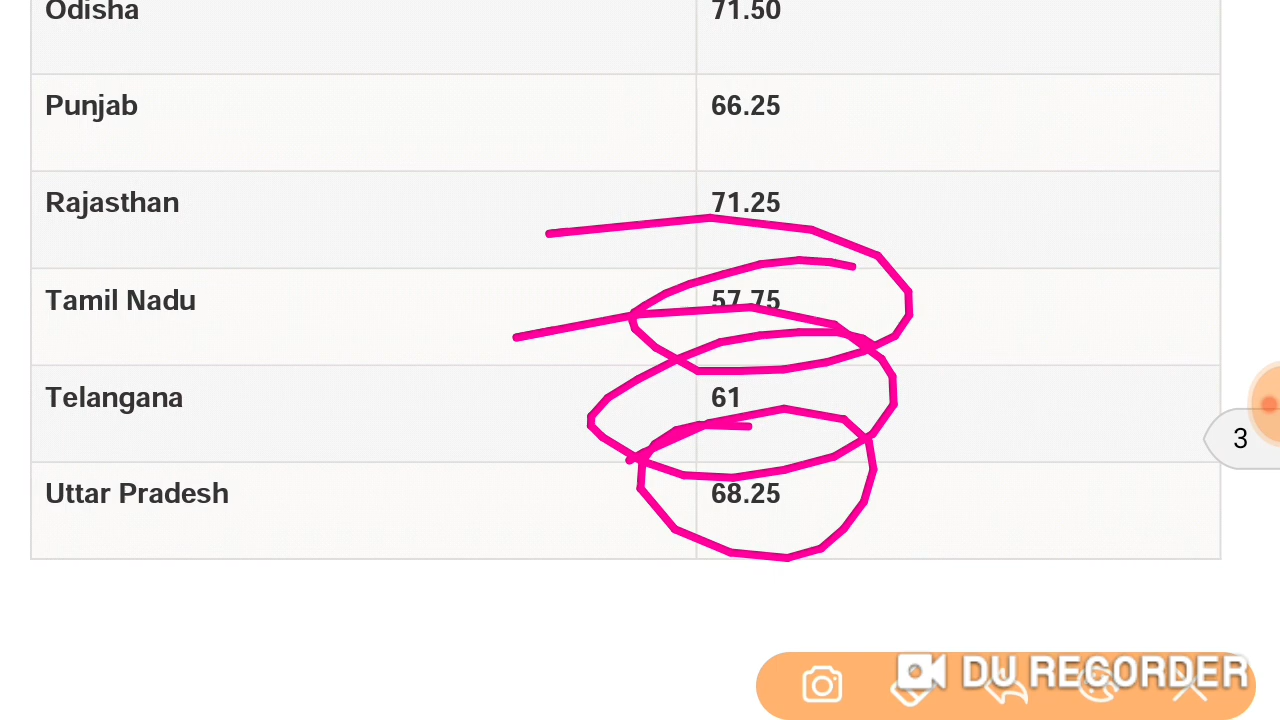 Odisha 71.50
Punjab 66.25
Rajasthan 71.25
Tamil Nadu 57.75
Telangana 61
Uttar Pradesh 68.25
3
DU RECORDER